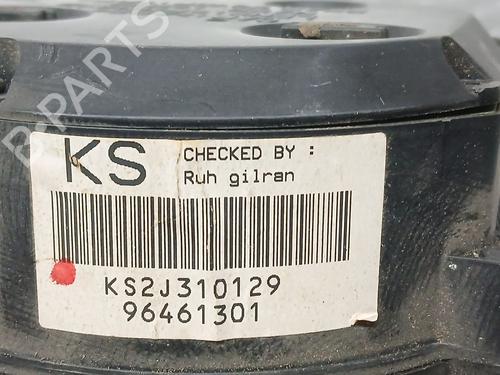 B-PARTS
KS
CHECKED BY :
Ruh gilran
KS2J310129
96461301